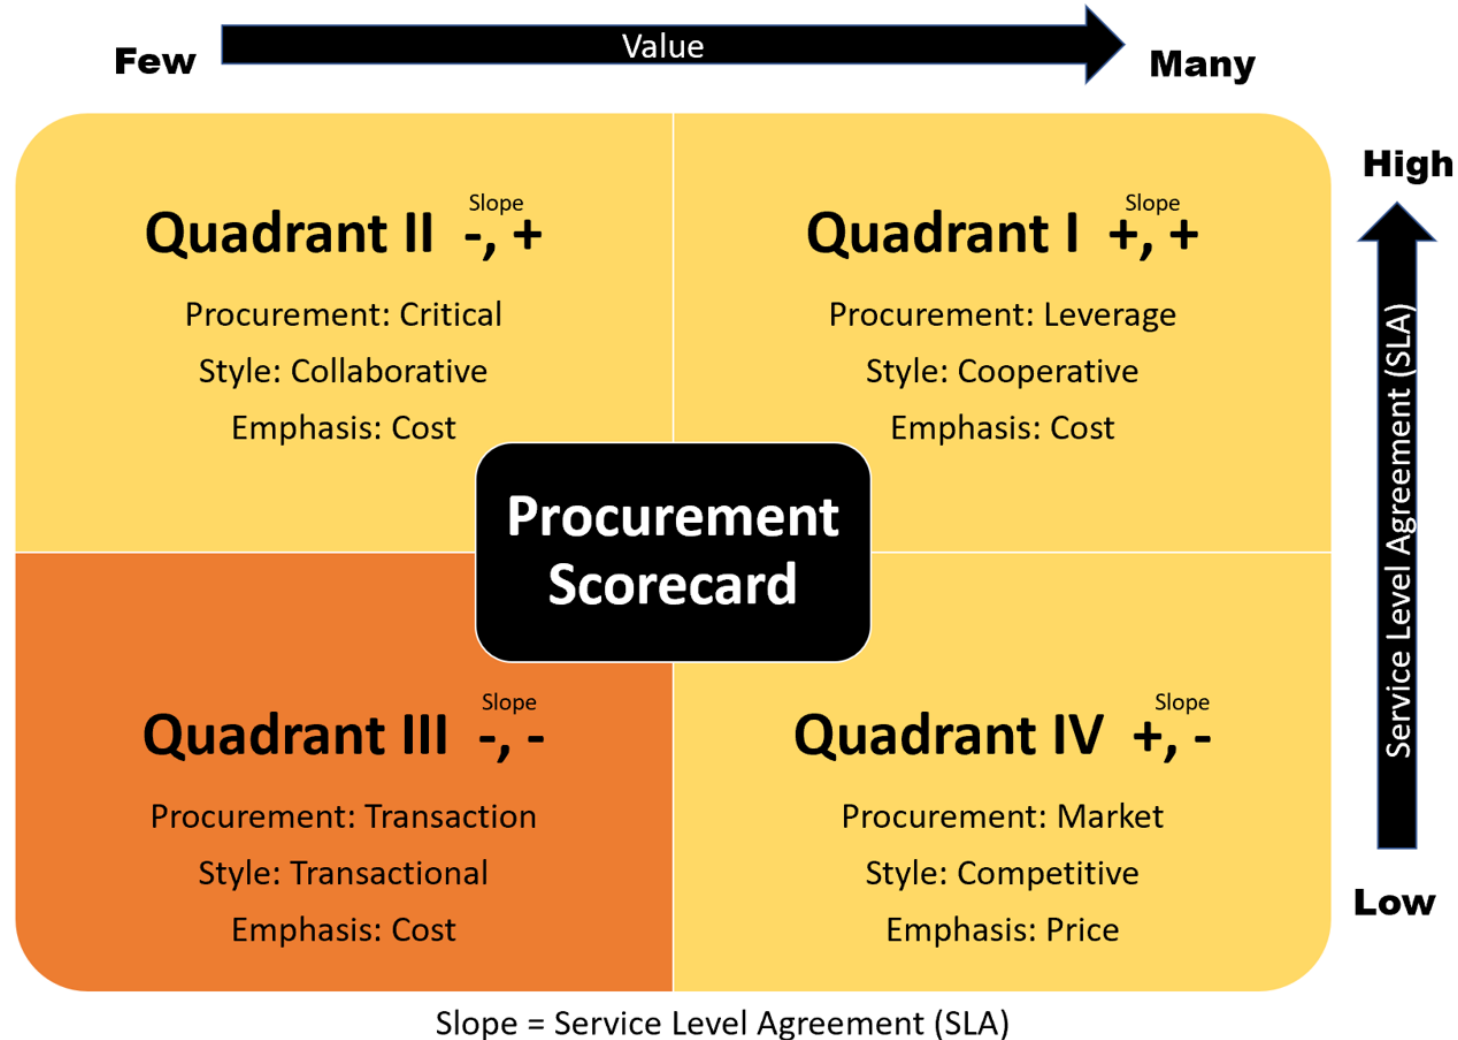 Value
Few
Many
High
Slope
Quadrant II -, +
Procurement: Critical
Style: Collaborative
Emphasis: Cost
Slope
Quadrant I +, +
Procurement: Leverage
Style: Cooperative
Emphasis: Cost
Service Level Agreement (SLA)
Procurement
Scorecard
Slope
Quadrant III -, -
Procurement: Transaction
Style: Transactional
Emphasis: Cost
Slope
Quadrant IV +, -
Procurement: Market
Style: Competitive
Emphasis: Price
Low
Slope = Service Level Agreement (SLA)